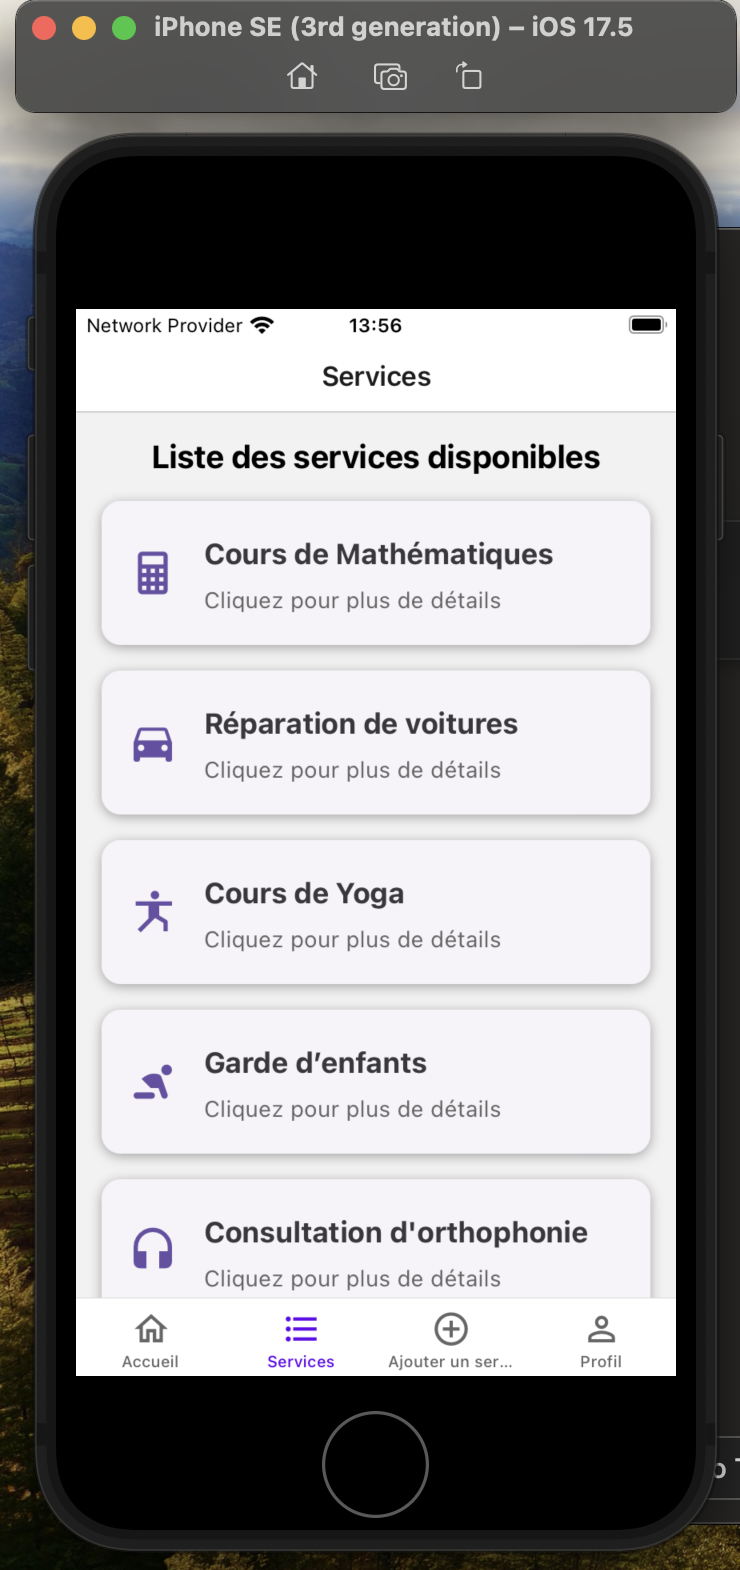 iPhone SE (3rd generation) – iOS 17.5
Network Provider 13:56
Services
Liste des services disponibles
Cours de Mathématiques
Cliquez pour plus de détails
Réparation de voitures
Cliquez pour plus de détails
Cours de Yoga
Cliquez pour plus de détails
Garde d’enfants
Cliquez pour plus de détails
Consultation d'orthophonie
Cliquez pour plus de détails
Accueil Services Ajouter un ser... Profil